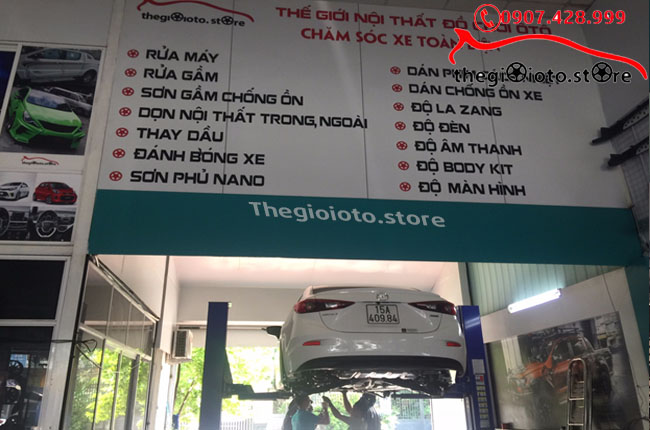 thegioioto.store
THẾ GIỚI NỘI THẤT ĐỒ CHƠI OTO
0907.428.999
CHĂM SÓC XE TOÀN
thegioioto.store
RỬA MÁY
RỬA GẦM
SƠN GẦM CHỐNG ỒN
DỌN NỘI THẤT TRONG, NGOÀI
THAY DẦU
ĐÁNH BÓNG XE
SƠN PHỦ NANO
DÁN
DÁN CHỐNG ỒN XE
ĐỘ LA ZANG
ĐỘ ĐÈN
ĐỘ ÂM THANH
ĐỘ BODY KIT
ĐỘ MÀN HÌNH
Thegioioto.store
15A
409.84